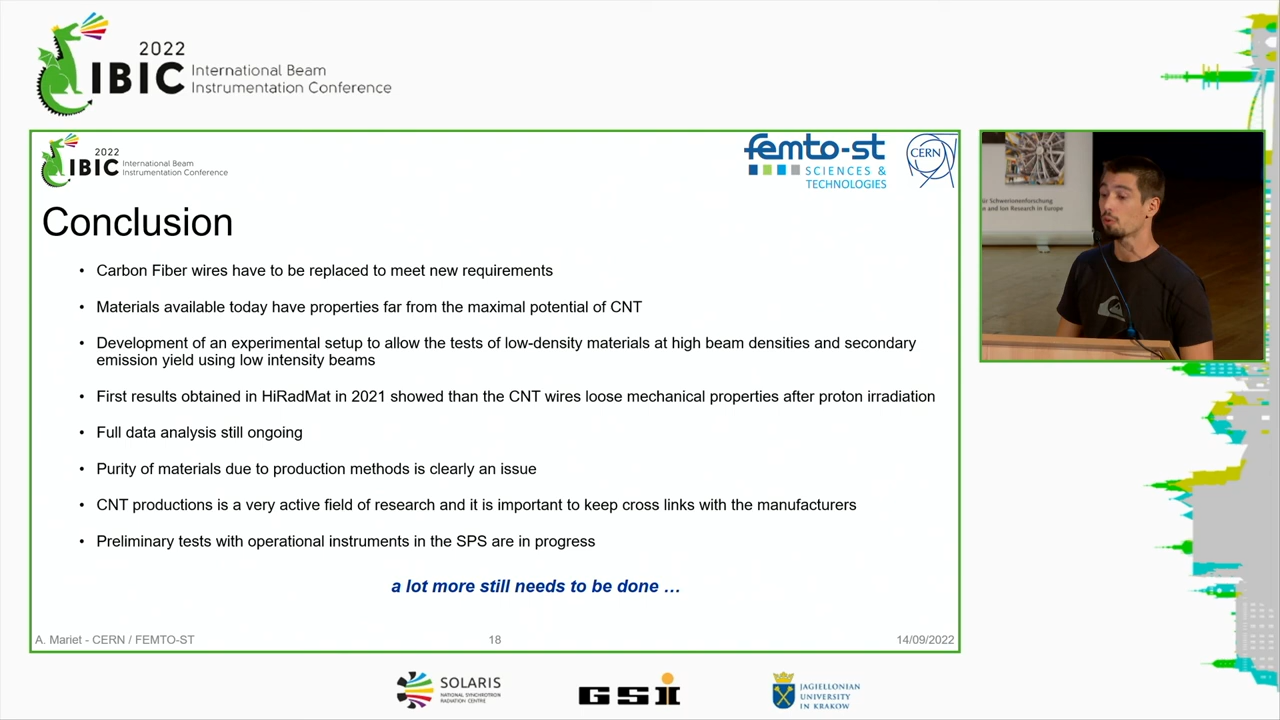 2022
IBIC International Beam
Instrumentation Conference
2022
IBIC International Beam
Instrumentation Conference
femto-st
SCIENCES &
TECHNOLOGIES
CERN
Conclusion
• Carbon Fiber wires have to be replaced to meet new requirements
• Materials available today have properties far from the maximal potential of CNT
• Development of an experimental setup to allow the tests of low-density materials at high beam densities and secondary
emission yield using low intensity beams
• First results obtained in HiRadMat in 2021 showed than the CNT wires loose mechanical properties after proton irradiation
• Full data analysis still ongoing
• Purity of materials due to production methods is clearly an issue
• CNT productions is a very active field of research and it is important to keep cross links with the manufacturers
• Preliminary tests with operational instruments in the SPS are in progress
a lot more still needs to be done …
A. Mariet - CERN / FEMTO-ST
18
14/09/2022
ür Schwerionenforschung
n and Ion Research in Europe
SOLARIS
NATIONAL SYNCHROTRON
RADIATION CENTRE
GSI
JAGIELLONIAN
UNIVERSITY
IN KRAKOW